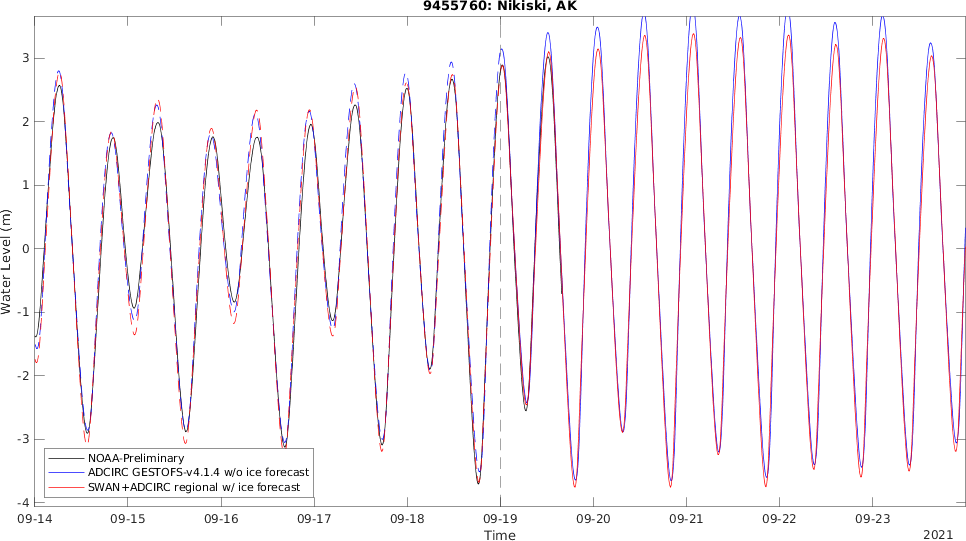 9455760: Nikiski, AK
Water Level (m)
3
2
1
0
-1
-2
-3
-4
NOAA-Preliminary
ADCIRC GESTOFS-v4.1.4 w/o ice forecast
SWAN+ADCIRC regional w/ ice forecast
09-14 09-15 09-16 09-17 09-18 09-19 09-20 09-21 09-22 09-23
Time
2021